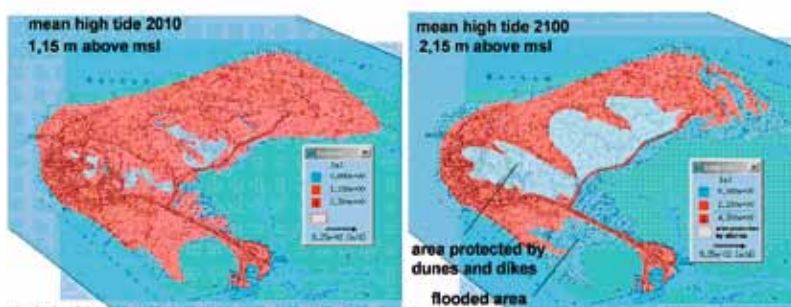 mean high tide 2010
1,15 m above msl
mean high tide 2100
2,15 m above msl
area protected by
dunes and dikes
flooded area